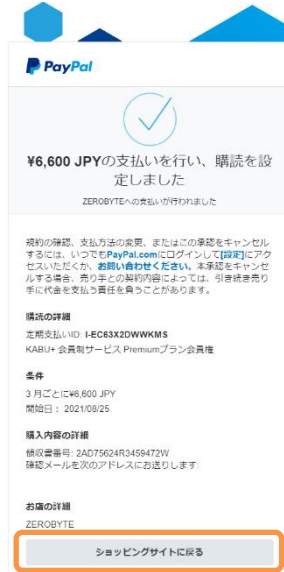 PayPal
¥6,600 JPYの支払いを行い、購読を設
定しました
ZEROBYTEへの支払いが行われました
規約の確認、支払方法の変更、またはこの承認をキャンセル
するには、いつでもPayPal.comにログインして[設定]にアク
セスいただくか、お問い合わせください。本承認をキャンセ
ルする場合、売り手との契約内容によっては、引き続き売り
手に代金を支払う責任を負うことがあります。
購読の詳細
定期支払いID: I-EC63X2DWWKMS
KABU+ 会員制サービス Premiumプラン会員権
条件
3 月ごとに¥6,600 JPY
開始日： 2021/08/25
購入内容の詳細
領収書番号: 2AD75624R3459472W
確認メールを次のアドレスにお送りします:
お店の詳細
ZEROBYTE
ショッピングサイトに戻る